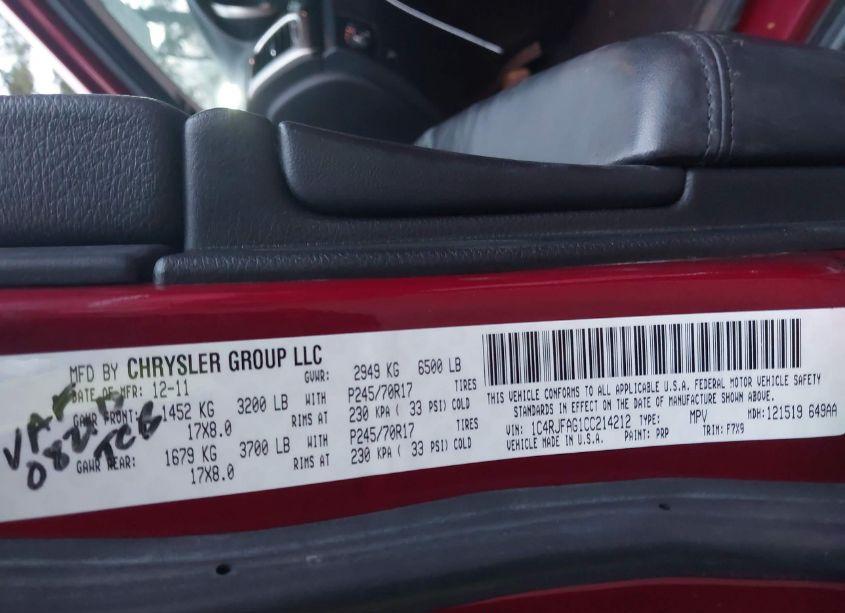 MFD BY CHRYSLER GROUP LLC
DATE OF MFR: 12-11 GVWR: 2949 KG 6500 LB
GAWR FRONT: 1452 KG 3200 LB P245/70R17 TIRES
17X8.0 RIMS AT 230 KPA ( 33 PSI) COLD
GAWR REAR: 1679 KG 3700 LB P245/70R17 TIRES
17X8.0 RIMS AT 230 KPA ( 33 PSI) COLD
THIS VEHICLE CONFORMS TO ALL APPLICABLE U.S.A. FEDERAL MOTOR VEHICLE SAFETY
STANDARDS IN EFFECT ON THE DATE OF MANUFACTURE SHOWN ABOVE.
VIN: 1C4RJFAG1CC214212 TYPE: MPV MDH: 121519 649AA
MADE IN U.S.A. PAINT: PRP TRIM: F7X9
TCG